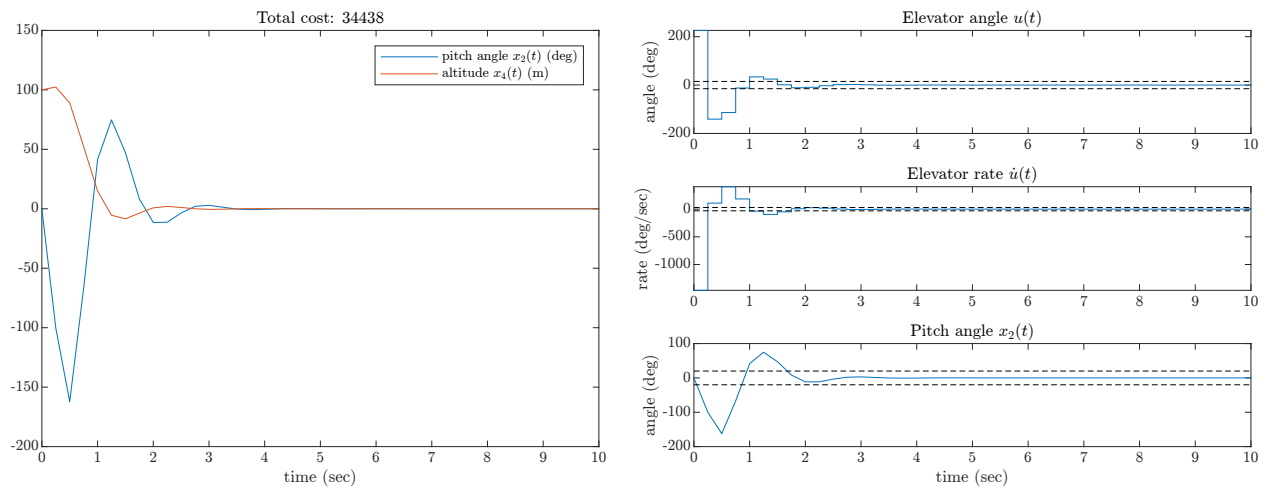 Total cost: 34438
150
100
50
0
-50
-100
-150
-200
0 1 2 3 4 5 6 7 8 9 10
time (sec)
pitch angle x₂(t) (deg)
altitude x₄(t) (m)
Elevator angle u(t)
angle (deg)
200
0
-200
0 1 2 3 4 5 6 7 8 9 10
Elevator rate u̇(t)
rate (deg/sec)
0
-500
-1000
0 1 2 3 4 5 6 7 8 9 10
Pitch angle x₂(t)
angle (deg)
100
0
-100
-200
0 1 2 3 4 5 6 7 8 9 10
time (sec)